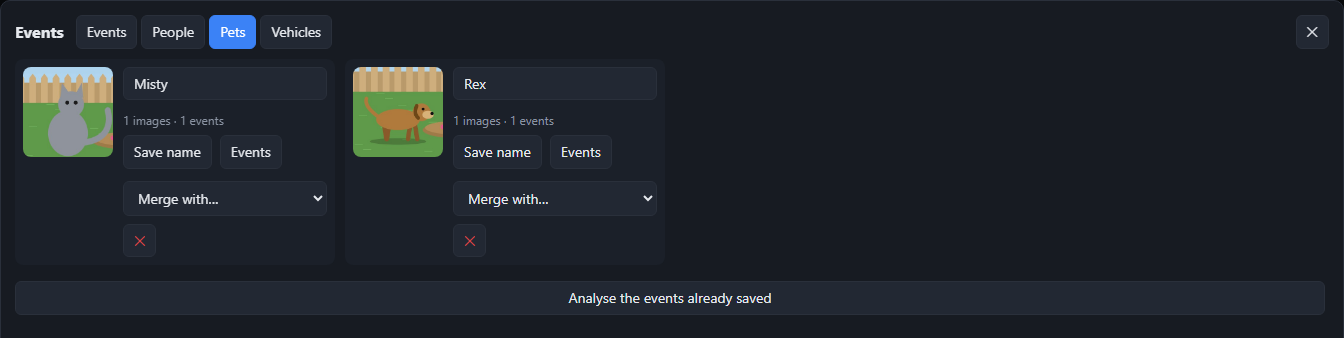 Events Events People Pets Vehicles
Misty
1 images · 1 events
Save name Events
Merge with...
Rex
1 images · 1 events
Save name Events
Merge with...
Analyse the events already saved